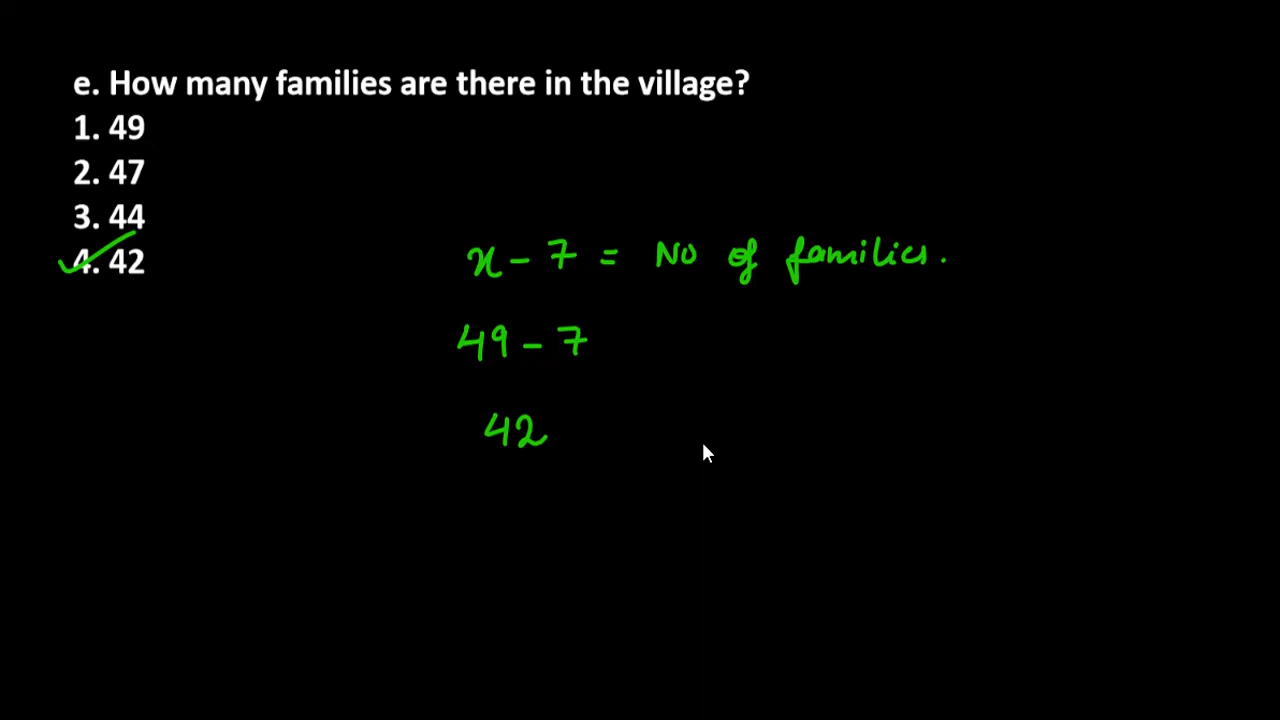 e. How many families are there in the village?
1. 49
2. 47
3. 44
4. 42
x - 7 = No of families.
49 - 7
42